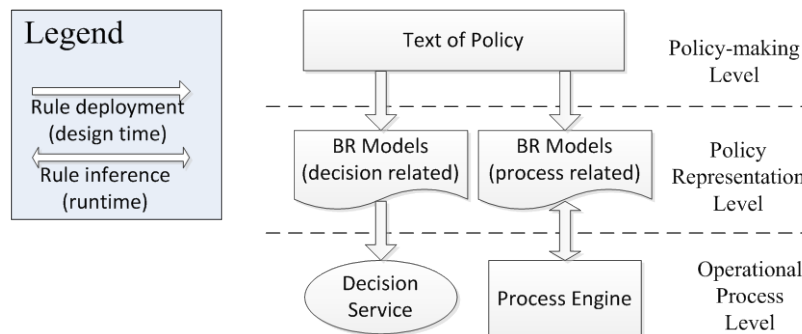 Legend
Rule deployment
(design time)
Rule inference
(runtime)
Text of Policy
Policy-making
Level
BR Models
(decision related)
BR Models
(process related)
Policy
Representation
Level
Decision
Service
Process Engine
Operational
Process
Level